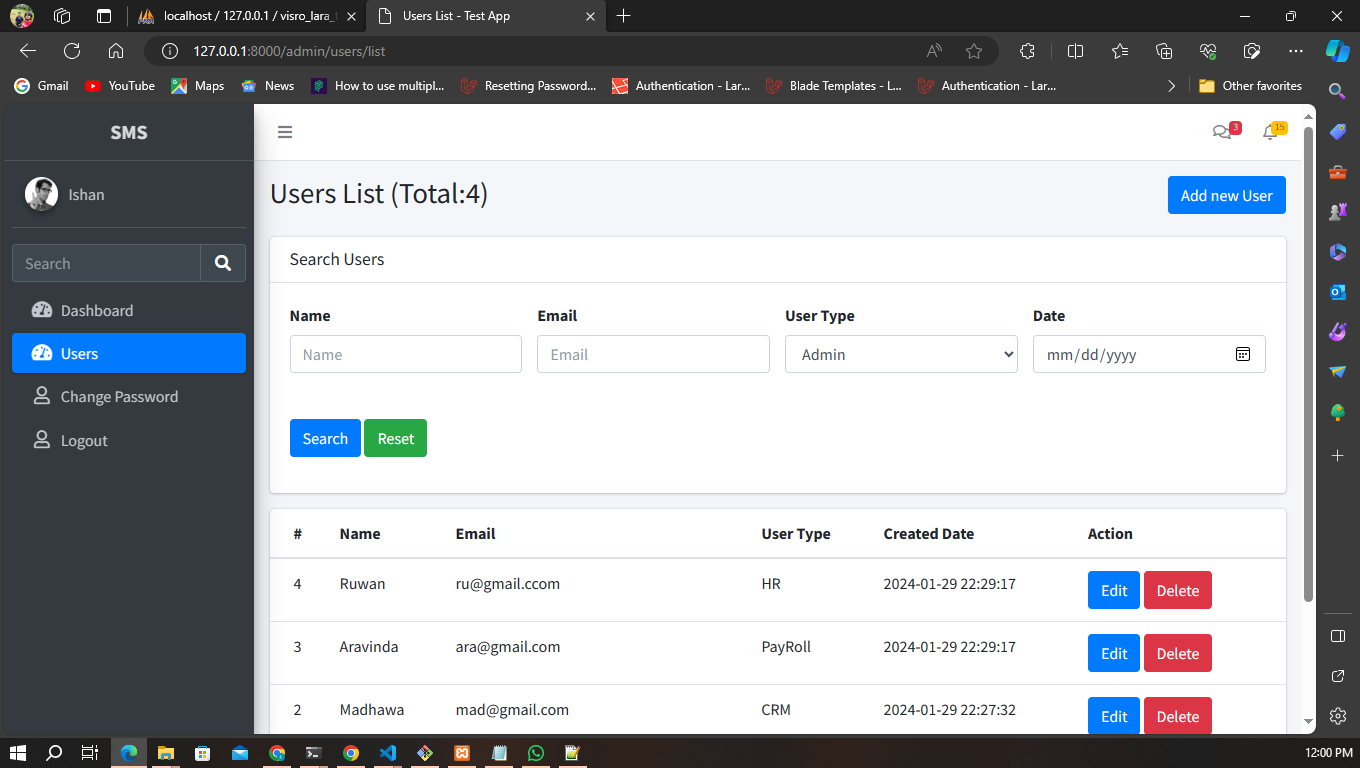 localhost / 127.0.0.1 / visro_lara_
Users List - Test App
127.0.0.1:8000/admin/users/list
Gmail
YouTube
Maps
News
How to use multipl...
Resetting Password...
Authentication - Lar...
Blade Templates - L...
Authentication - Lar...
Other favorites
SMS
3
15
Ishan
Users List (Total:4)
Add new User
Search
Search Users
Dashboard
Name Email User Type Date
Users
Name Email Admin mm/dd/yyyy
Change Password
Logout
Search Reset
# Name Email User Type Created Date Action
4 Ruwan ru@gmail.ccom HR 2024-01-29 22:29:17 Edit Delete
3 Aravinda ara@gmail.com PayRoll 2024-01-29 22:29:17 Edit Delete
2 Madhawa mad@gmail.com CRM 2024-01-29 22:27:32 Edit Delete
12:00 PM